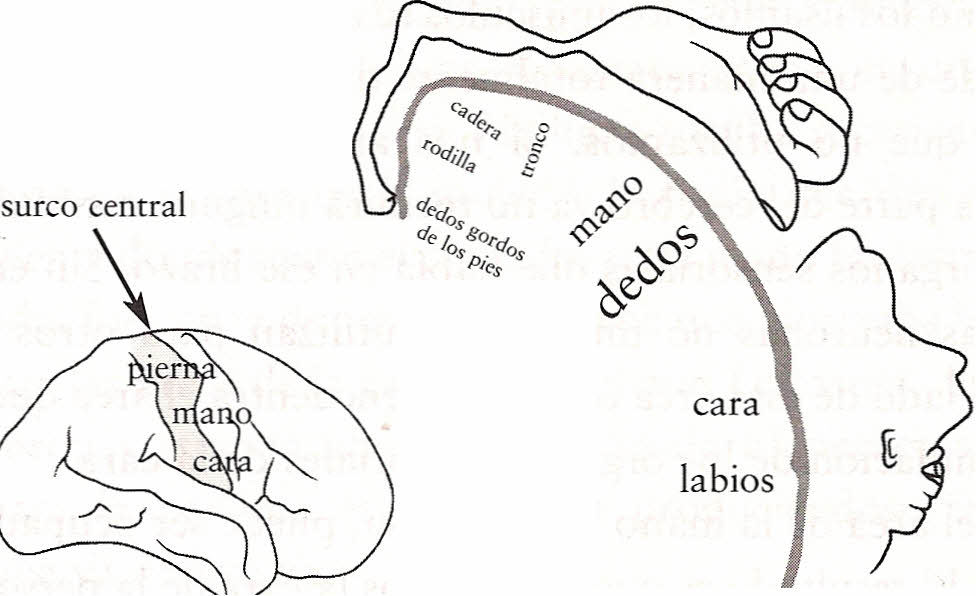 surco central
pierna
mano
cara
cadera
rodilla
tronco
dedos gordos
de los pies
mano
dedos
cara
labios